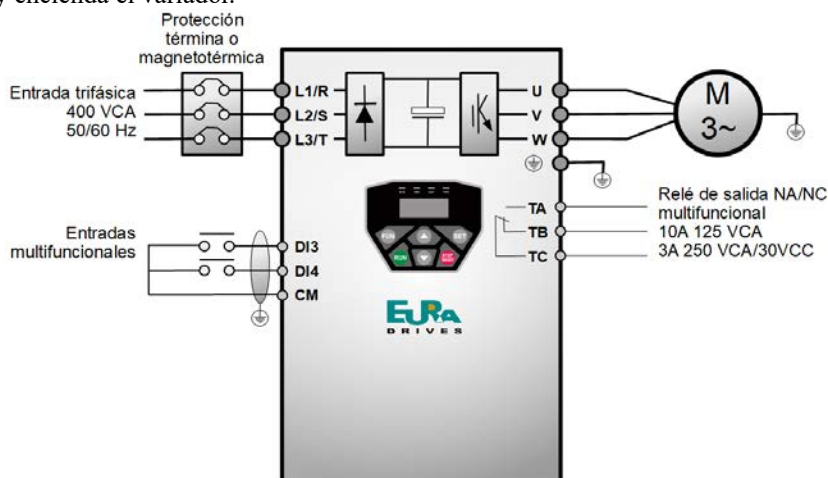 y encienda el variador.
Protección
términa o
magnetotérmica
Entrada trifásica
400 VCA
50/60 Hz
L1/R
L2/S
L3/T
U
V
W
M
3~
TA
TB
TC
Relé de salida NA/NC
multifuncional
10A 125 VCA
3A 250 VCA/30VCC
Entradas
multifuncionales
DI3
DI4
CM
FUN
SET
RUN
STOP
EURA
DRIVES